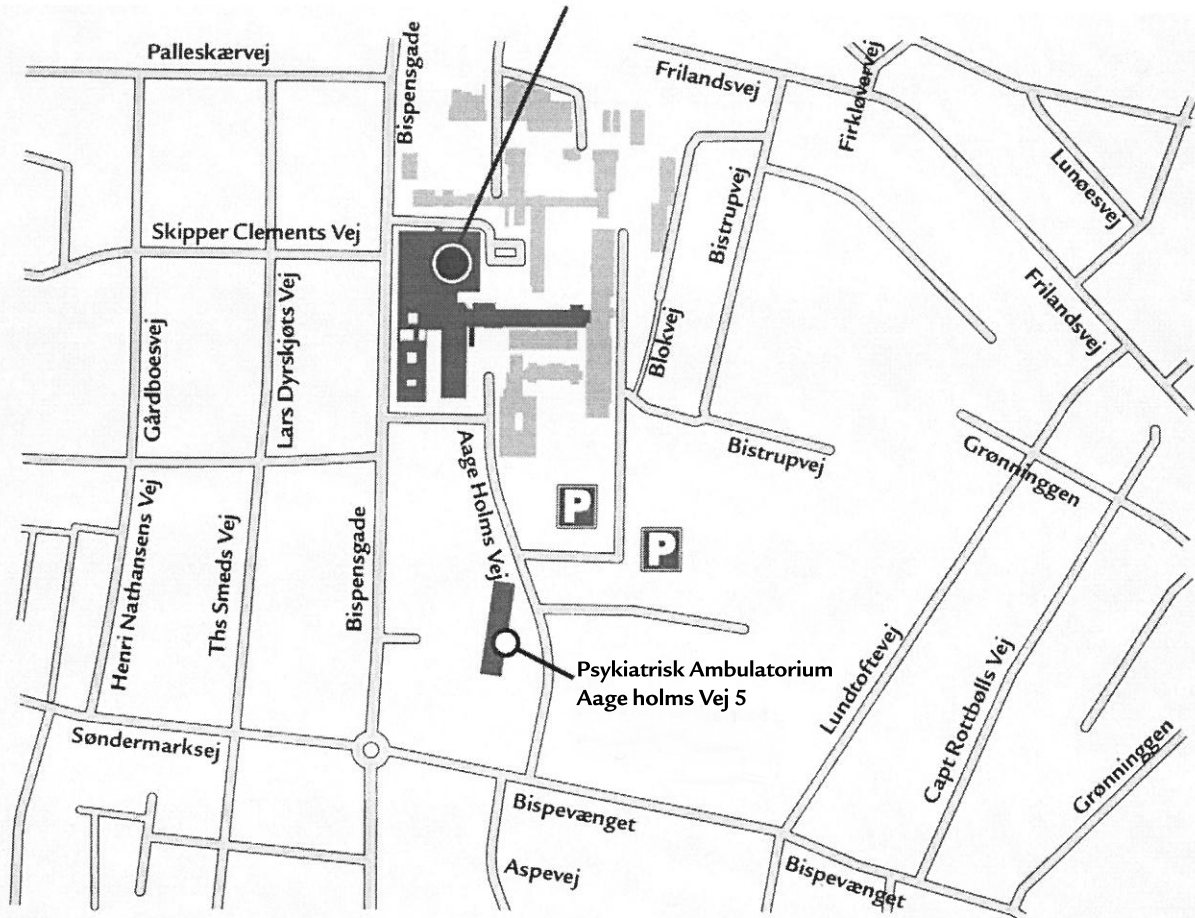 Palleskærvej
Bispensgade
Frilandsvej
Firkløvervej
Lunøesvej
Skipper Clements Vej
Bistrupvej
Frilandsvej
Gårdboesvej
Lars Dyrskjøts Vej
Blokvej
Aage Holms Vej
Bistrupvej
Grønninggen
P
P
Henri Nathansens Vej
Ths Smeds Vej
Bispensgade
Psykiatrisk Ambulatorium
Aage holms Vej 5
Lundtoftevej
Capt Rottbølls Vej
Søndermarksej
Grønninggen
Bispevænget
Aspevej
Bispevænget